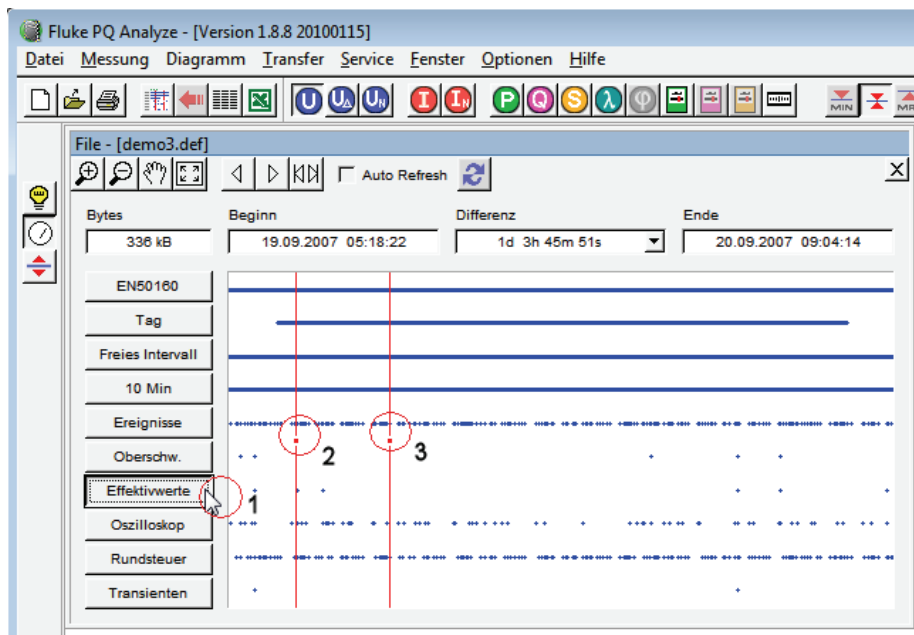 Fluke PQ Analyze - [Version 1.8.8 20100115]
Datei Messung Diagramm Transfer Service Fenster Optionen Hilfe
U U∆ UN I IN P Q S λ φ MIN
File - [demo3.def]
Auto Refresh
Bytes Beginn Differenz Ende
336 kB 19.09.2007 05:18:22 1d 3h 45m 51s 20.09.2007 09:04:14
EN50160
Tag
Freies Intervall
10 Min
Ereignisse
Oberschw.
2 3
Effektivwerte
1
Oszilloskop
Rundsteuer
Transienten